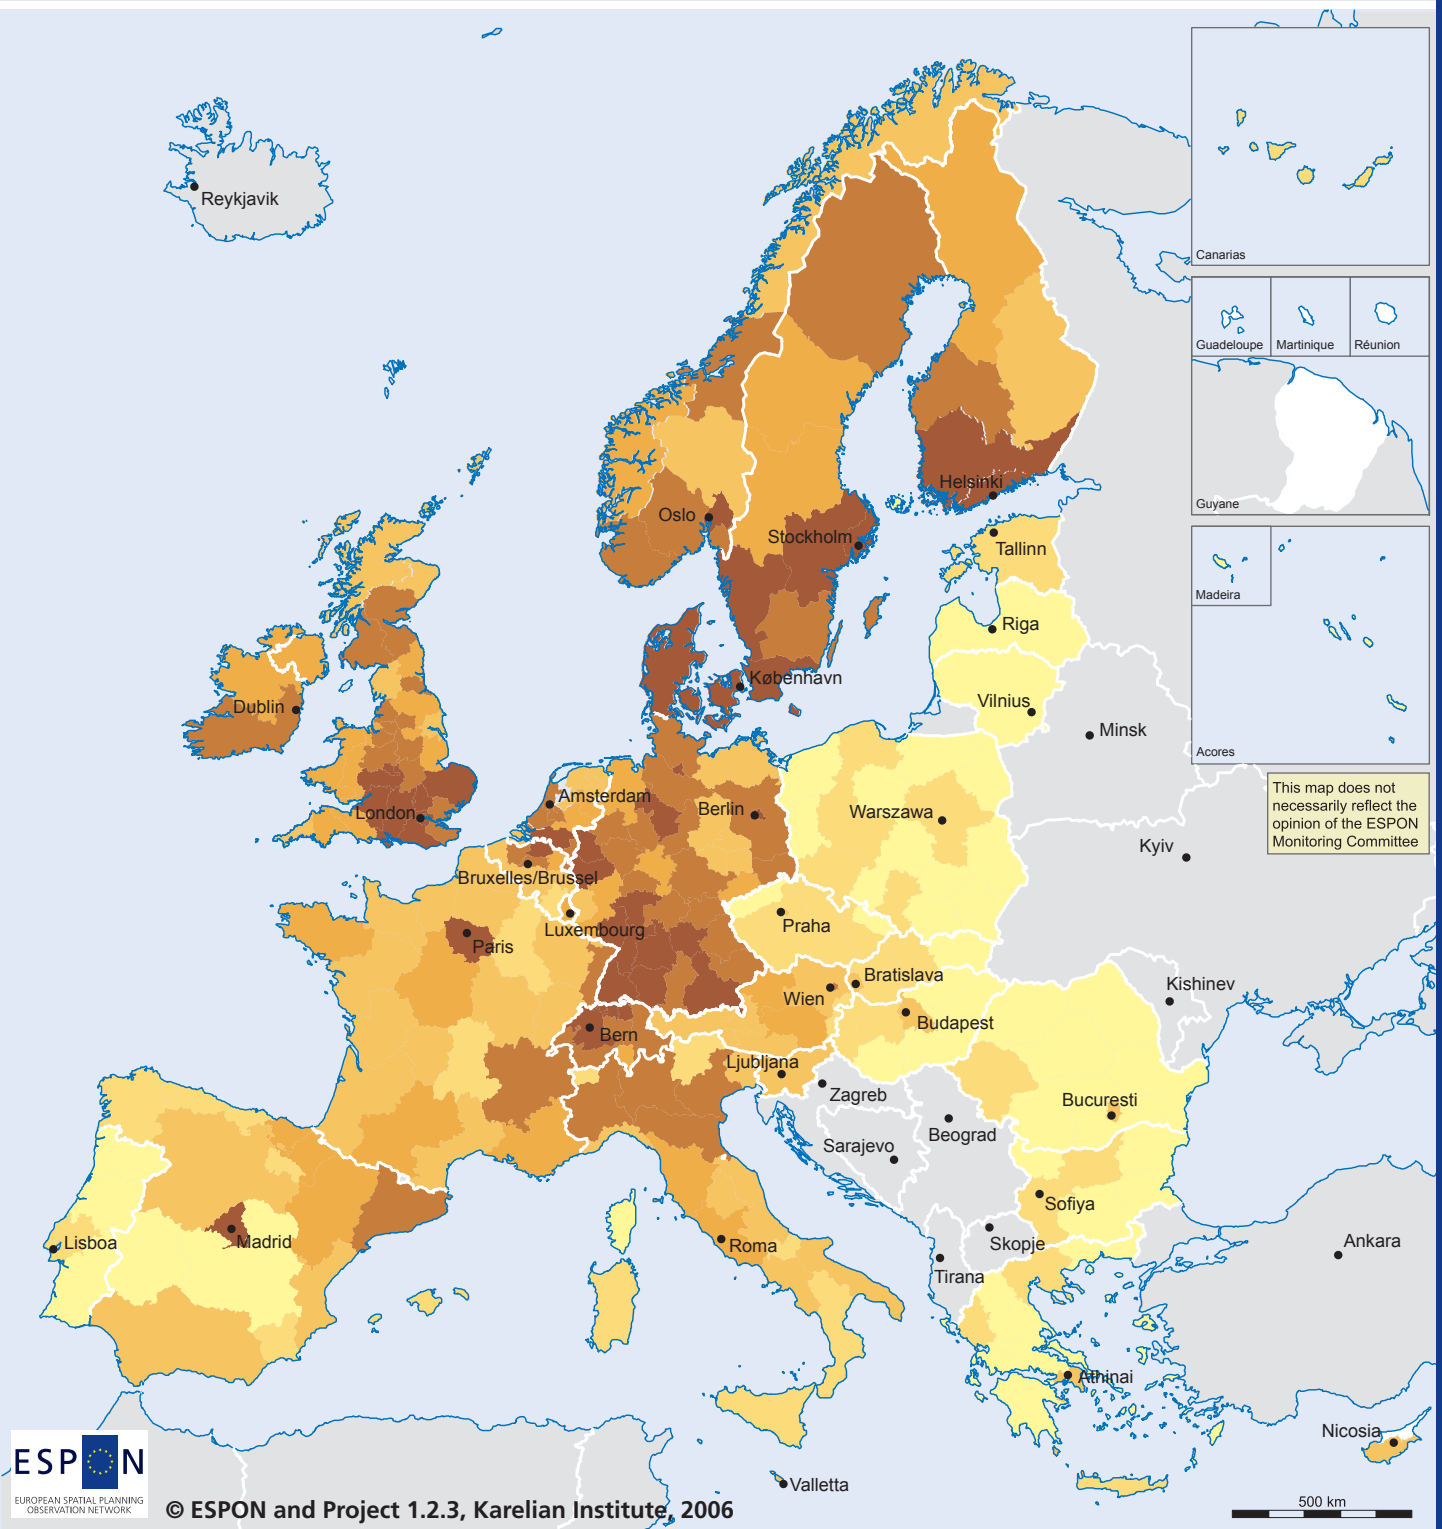 Reykjavik
Canarias
Guadeloupe
Martinique
Réunion
Guyane
Helsinki
Oslo
Stockholm
Tallinn
Madeira
Riga
København
Dublin
Vilnius
Minsk
Acores
This map does not
necessarily reflect the
opinion of the ESPON
Monitoring Committee
Amsterdam
London
Berlin
Warszawa
Kyiv
Bruxelles/Brussel
Luxembourg
Paris
Praha
Bratislava
Wien
Kishinev
Budapest
Bern
Ljubljana
Zagreb
Bucuresti
Beograd
Sarajevo
Sofiya
Lisboa
Madrid
Roma
Skopje
Ankara
Tirana
Athinai
Nicosia
ESPON
EUROPEAN SPATIAL PLANNING
OBSERVATION NETWORK
Valletta
© ESPON and Project 1.2.3, Karelian Institute, 2006
500 km